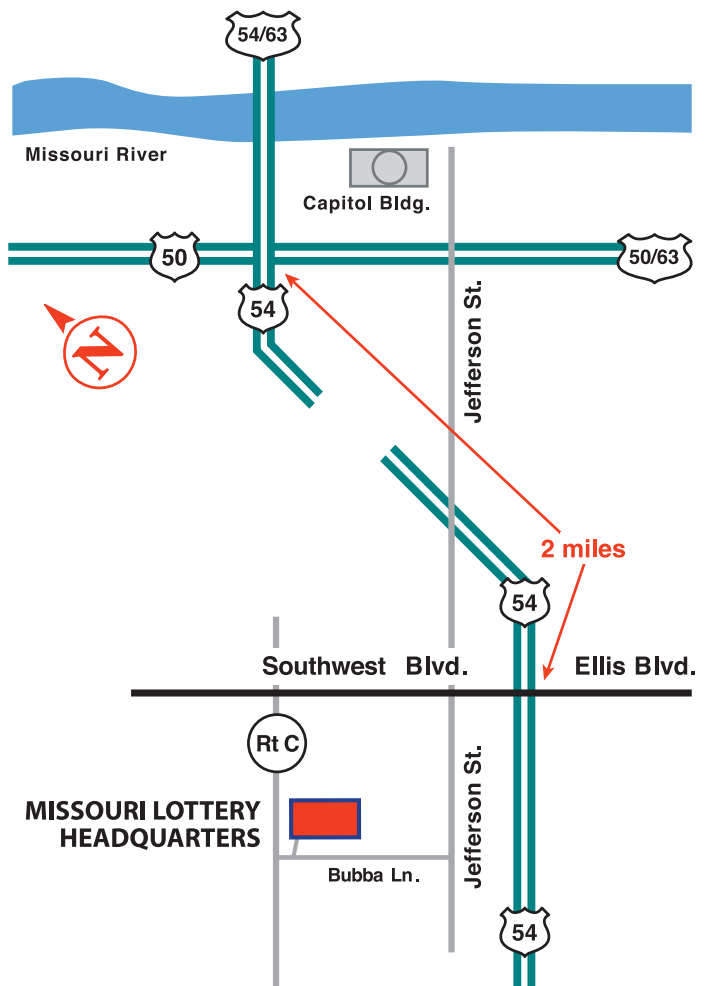 54/63
Missouri River
Capitol Bldg.
50
50/63
54
N
Jefferson St.
2 miles
54
Southwest Blvd.
Ellis Blvd.
Rt C
MISSOURI LOTTERY
HEADQUARTERS
Jefferson St.
Bubba Ln.
54